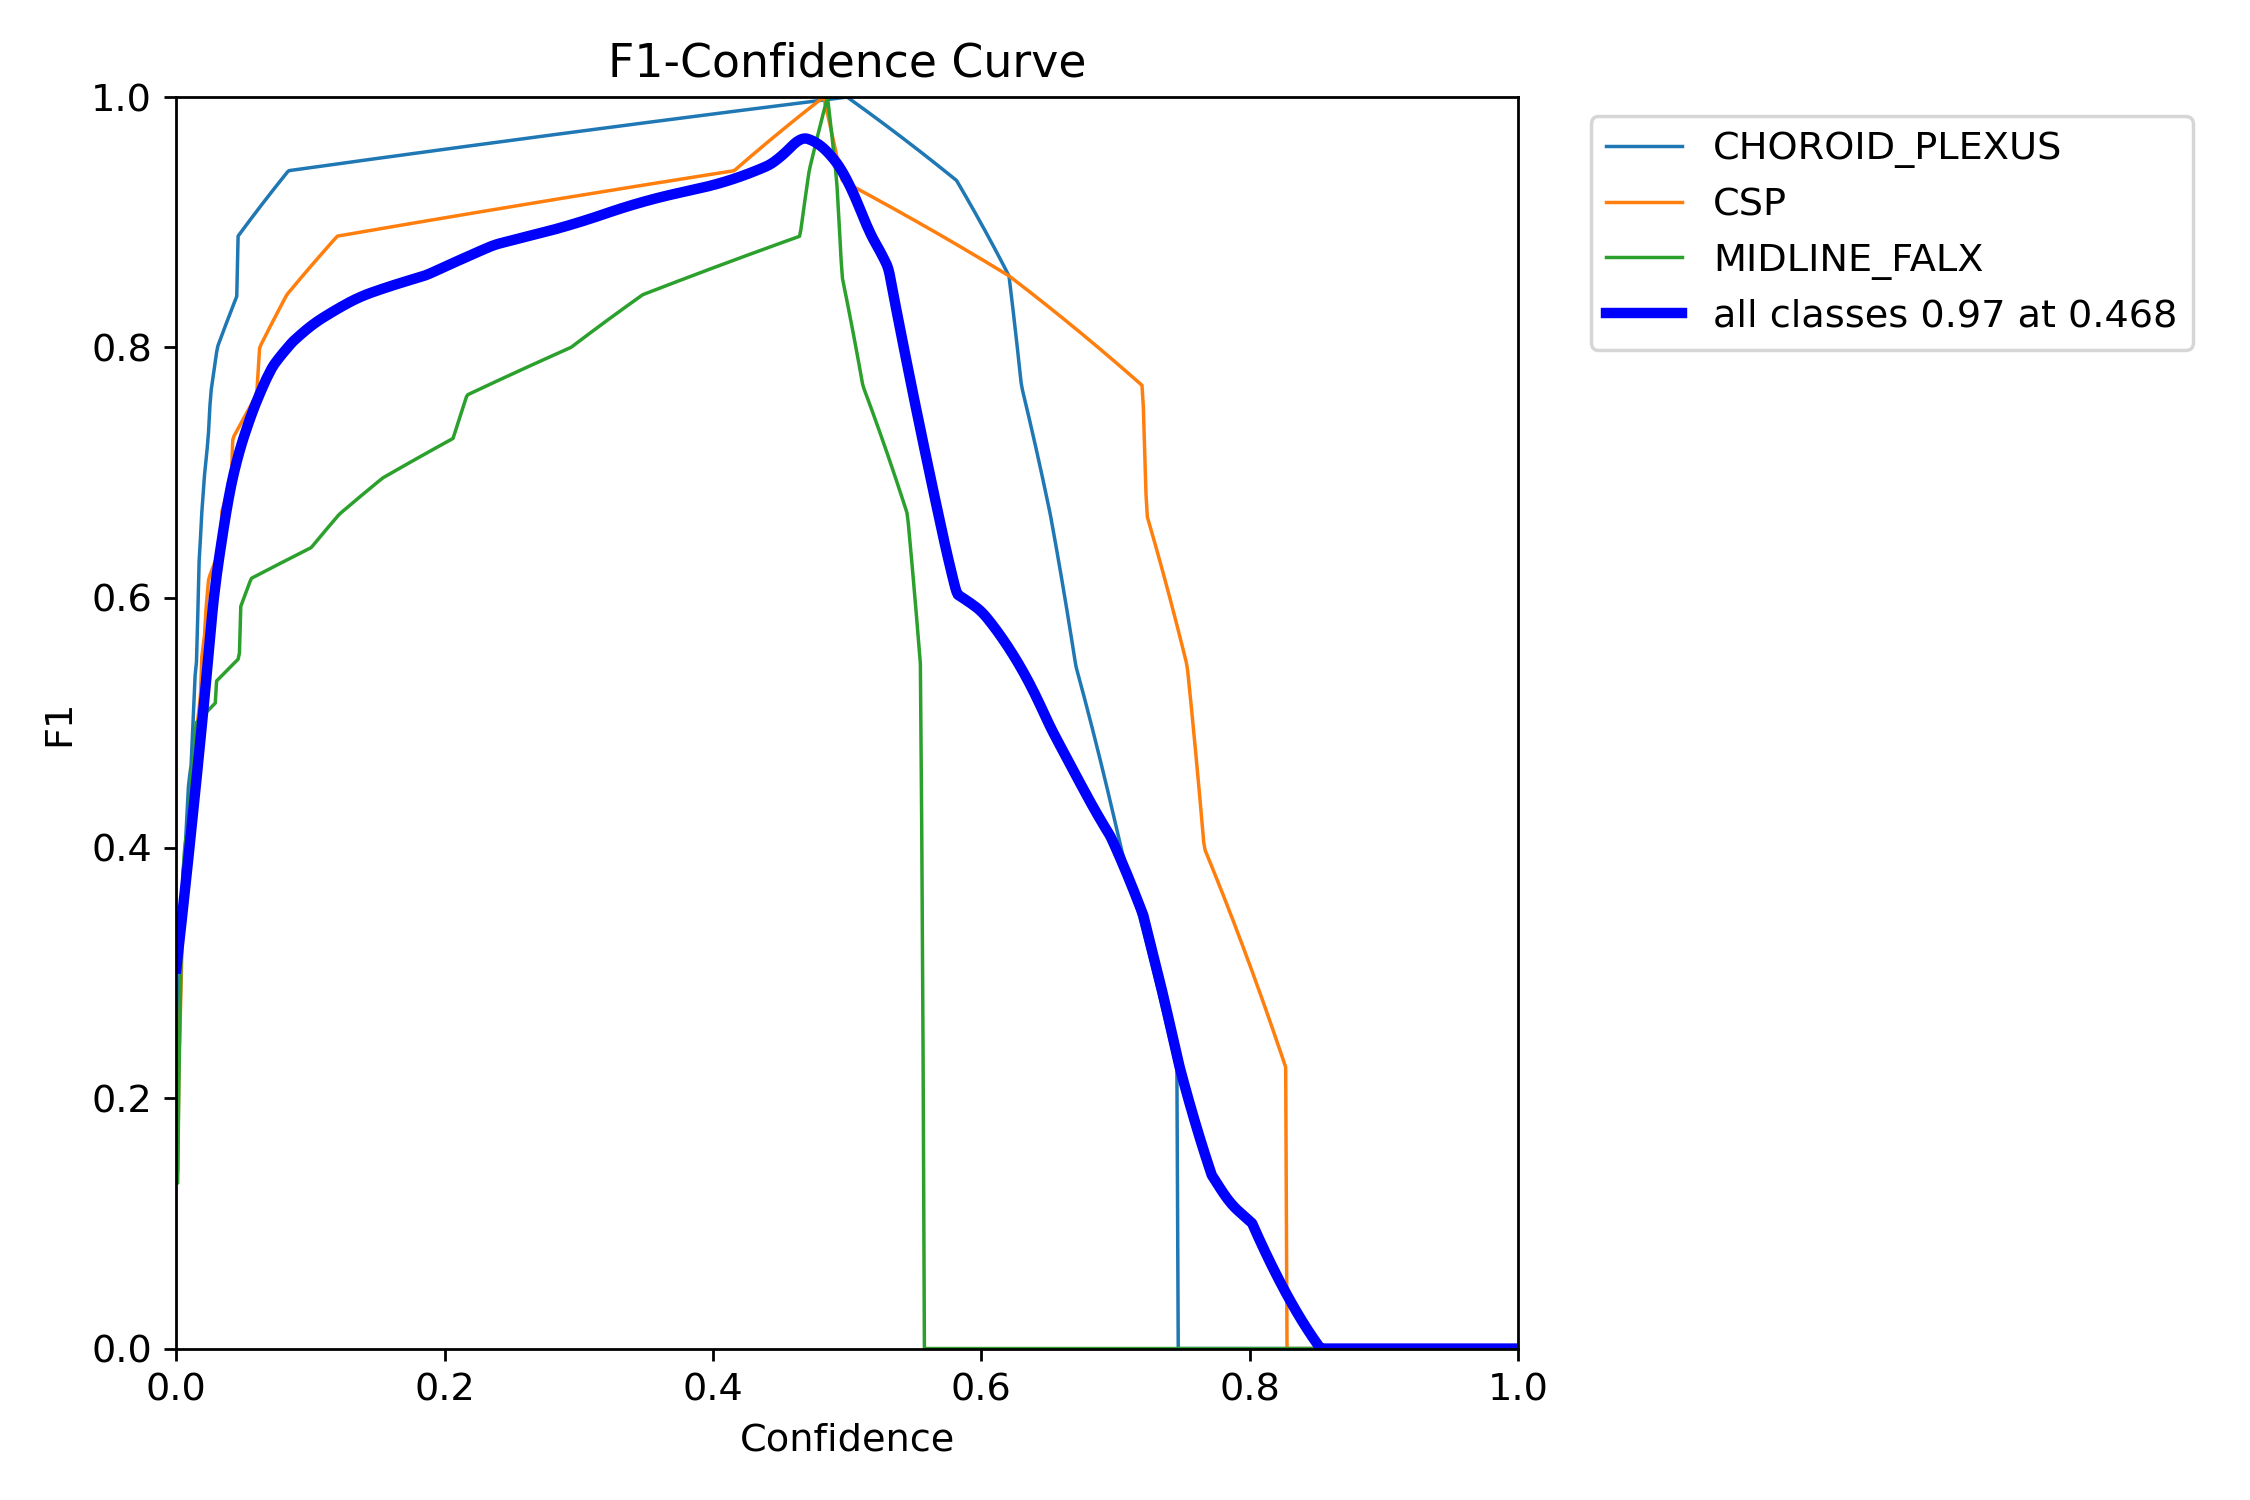 F1-Confidence Curve
1.0
0.8
0.6
0.4
0.2
0.0
F1
0.0 0.2 0.4 0.6 0.8 1.0
Confidence
CHOROID_PLEXUS
CSP
MIDLINE_FALX
all classes 0.97 at 0.468